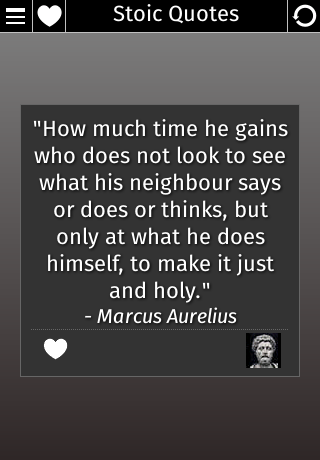 Stoic Quotes
"How much time he gains
who does not look to see
what his neighbour says
or does or thinks, but
only at what he does
himself, to make it just
and holy."
- Marcus Aurelius